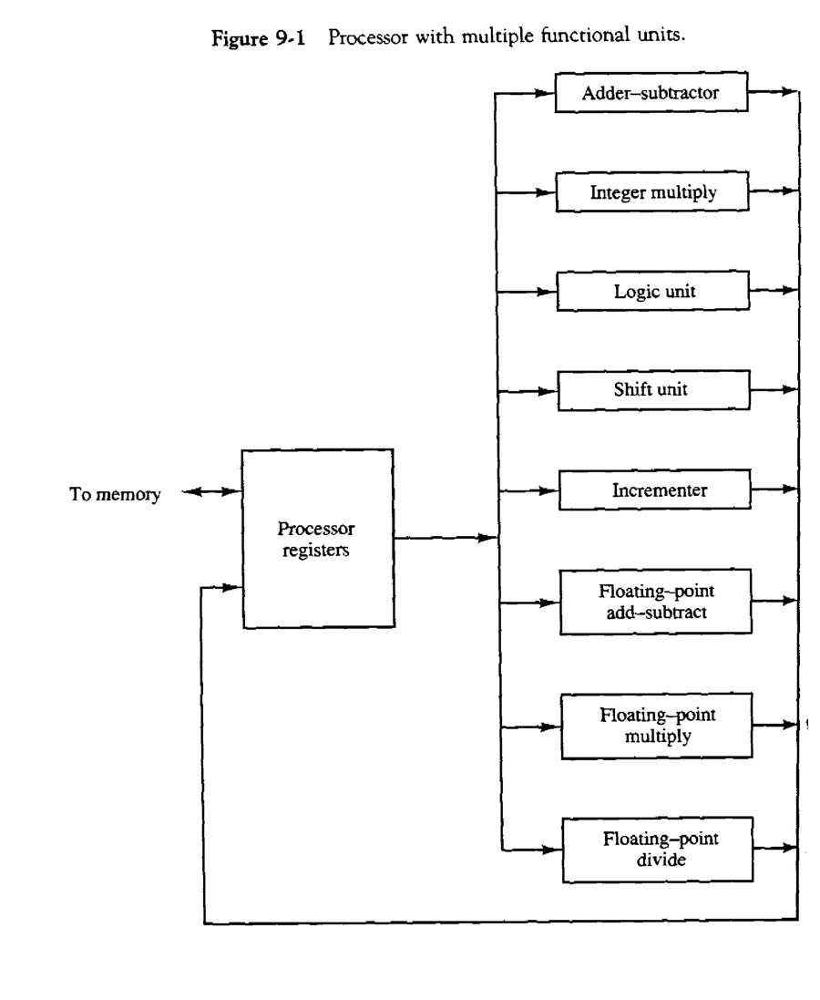 Figure 9-1 Processor with multiple functional units.
Adder–subtractor
Integer multiply
Logic unit
Shift unit
Incrementer
To memory
Processor
registers
Floating–point
add–subtract
Floating–point
multiply
Floating–point
divide